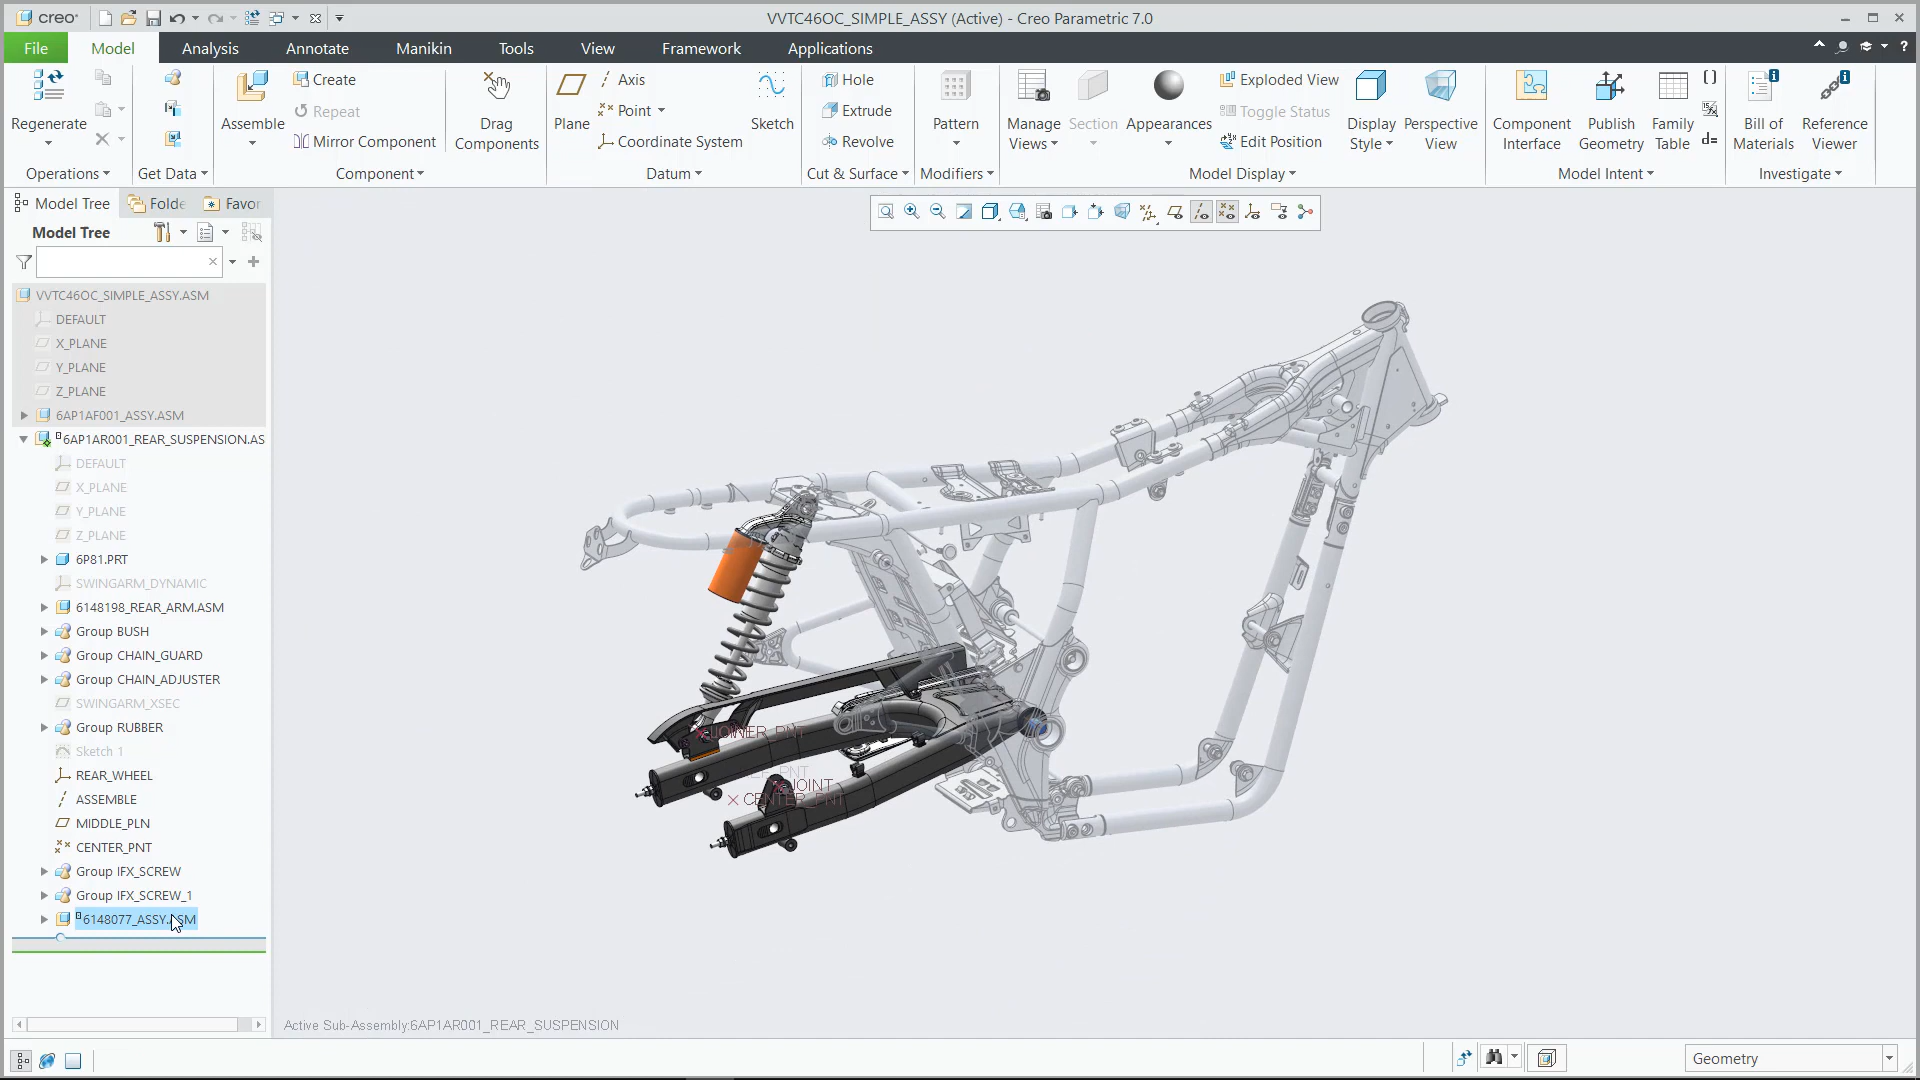 creo VVTC46OC_SIMPLE_ASSY (Active) - Creo Parametric 7.0
File Model Analysis Annotate Manikin Tools View Framework Applications
Regenerate
Operations
Get Data
Assemble
Create
Repeat
Mirror Component
Drag Components
Component
Plane
Axis
Point
Coordinate System
Sketch
Datum
Hole
Extrude
Revolve
Cut & Surface
Pattern
Modifiers
Manage Views
Section
Appearances
Exploded View
Toggle Status
Edit Position
Display Style
Perspective View
Model Display
Component Interface
Publish Geometry
Family Table
Model Intent
Bill of Materials
Reference Viewer
Investigate
Model Tree Folde Favor
Model Tree
VVTC46OC_SIMPLE_ASSY.ASM
DEFAULT
X_PLANE
Y_PLANE
Z_PLANE
6AP1AF001_ASSY.ASM
6AP1AR001_REAR_SUSPENSION.AS
DEFAULT
X_PLANE
Y_PLANE
Z_PLANE
6P81.PRT
SWINGARM_DYNAMIC
6148198_REAR_ARM.ASM
Group BUSH
Group CHAIN_GUARD
Group CHAIN_ADJUSTER
SWINGARM_XSEC
Group RUBBER
Sketch 1
REAR_WHEEL
ASSEMBLE
MIDDLE_PLN
CENTER_PNT
Group IFX_SCREW
Group IFX_SCREW_1
6148077_ASSY.ASM
JOINT
CENTER_PNT
Active Sub-Assembly:6AP1AR001_REAR_SUSPENSION
Geometry